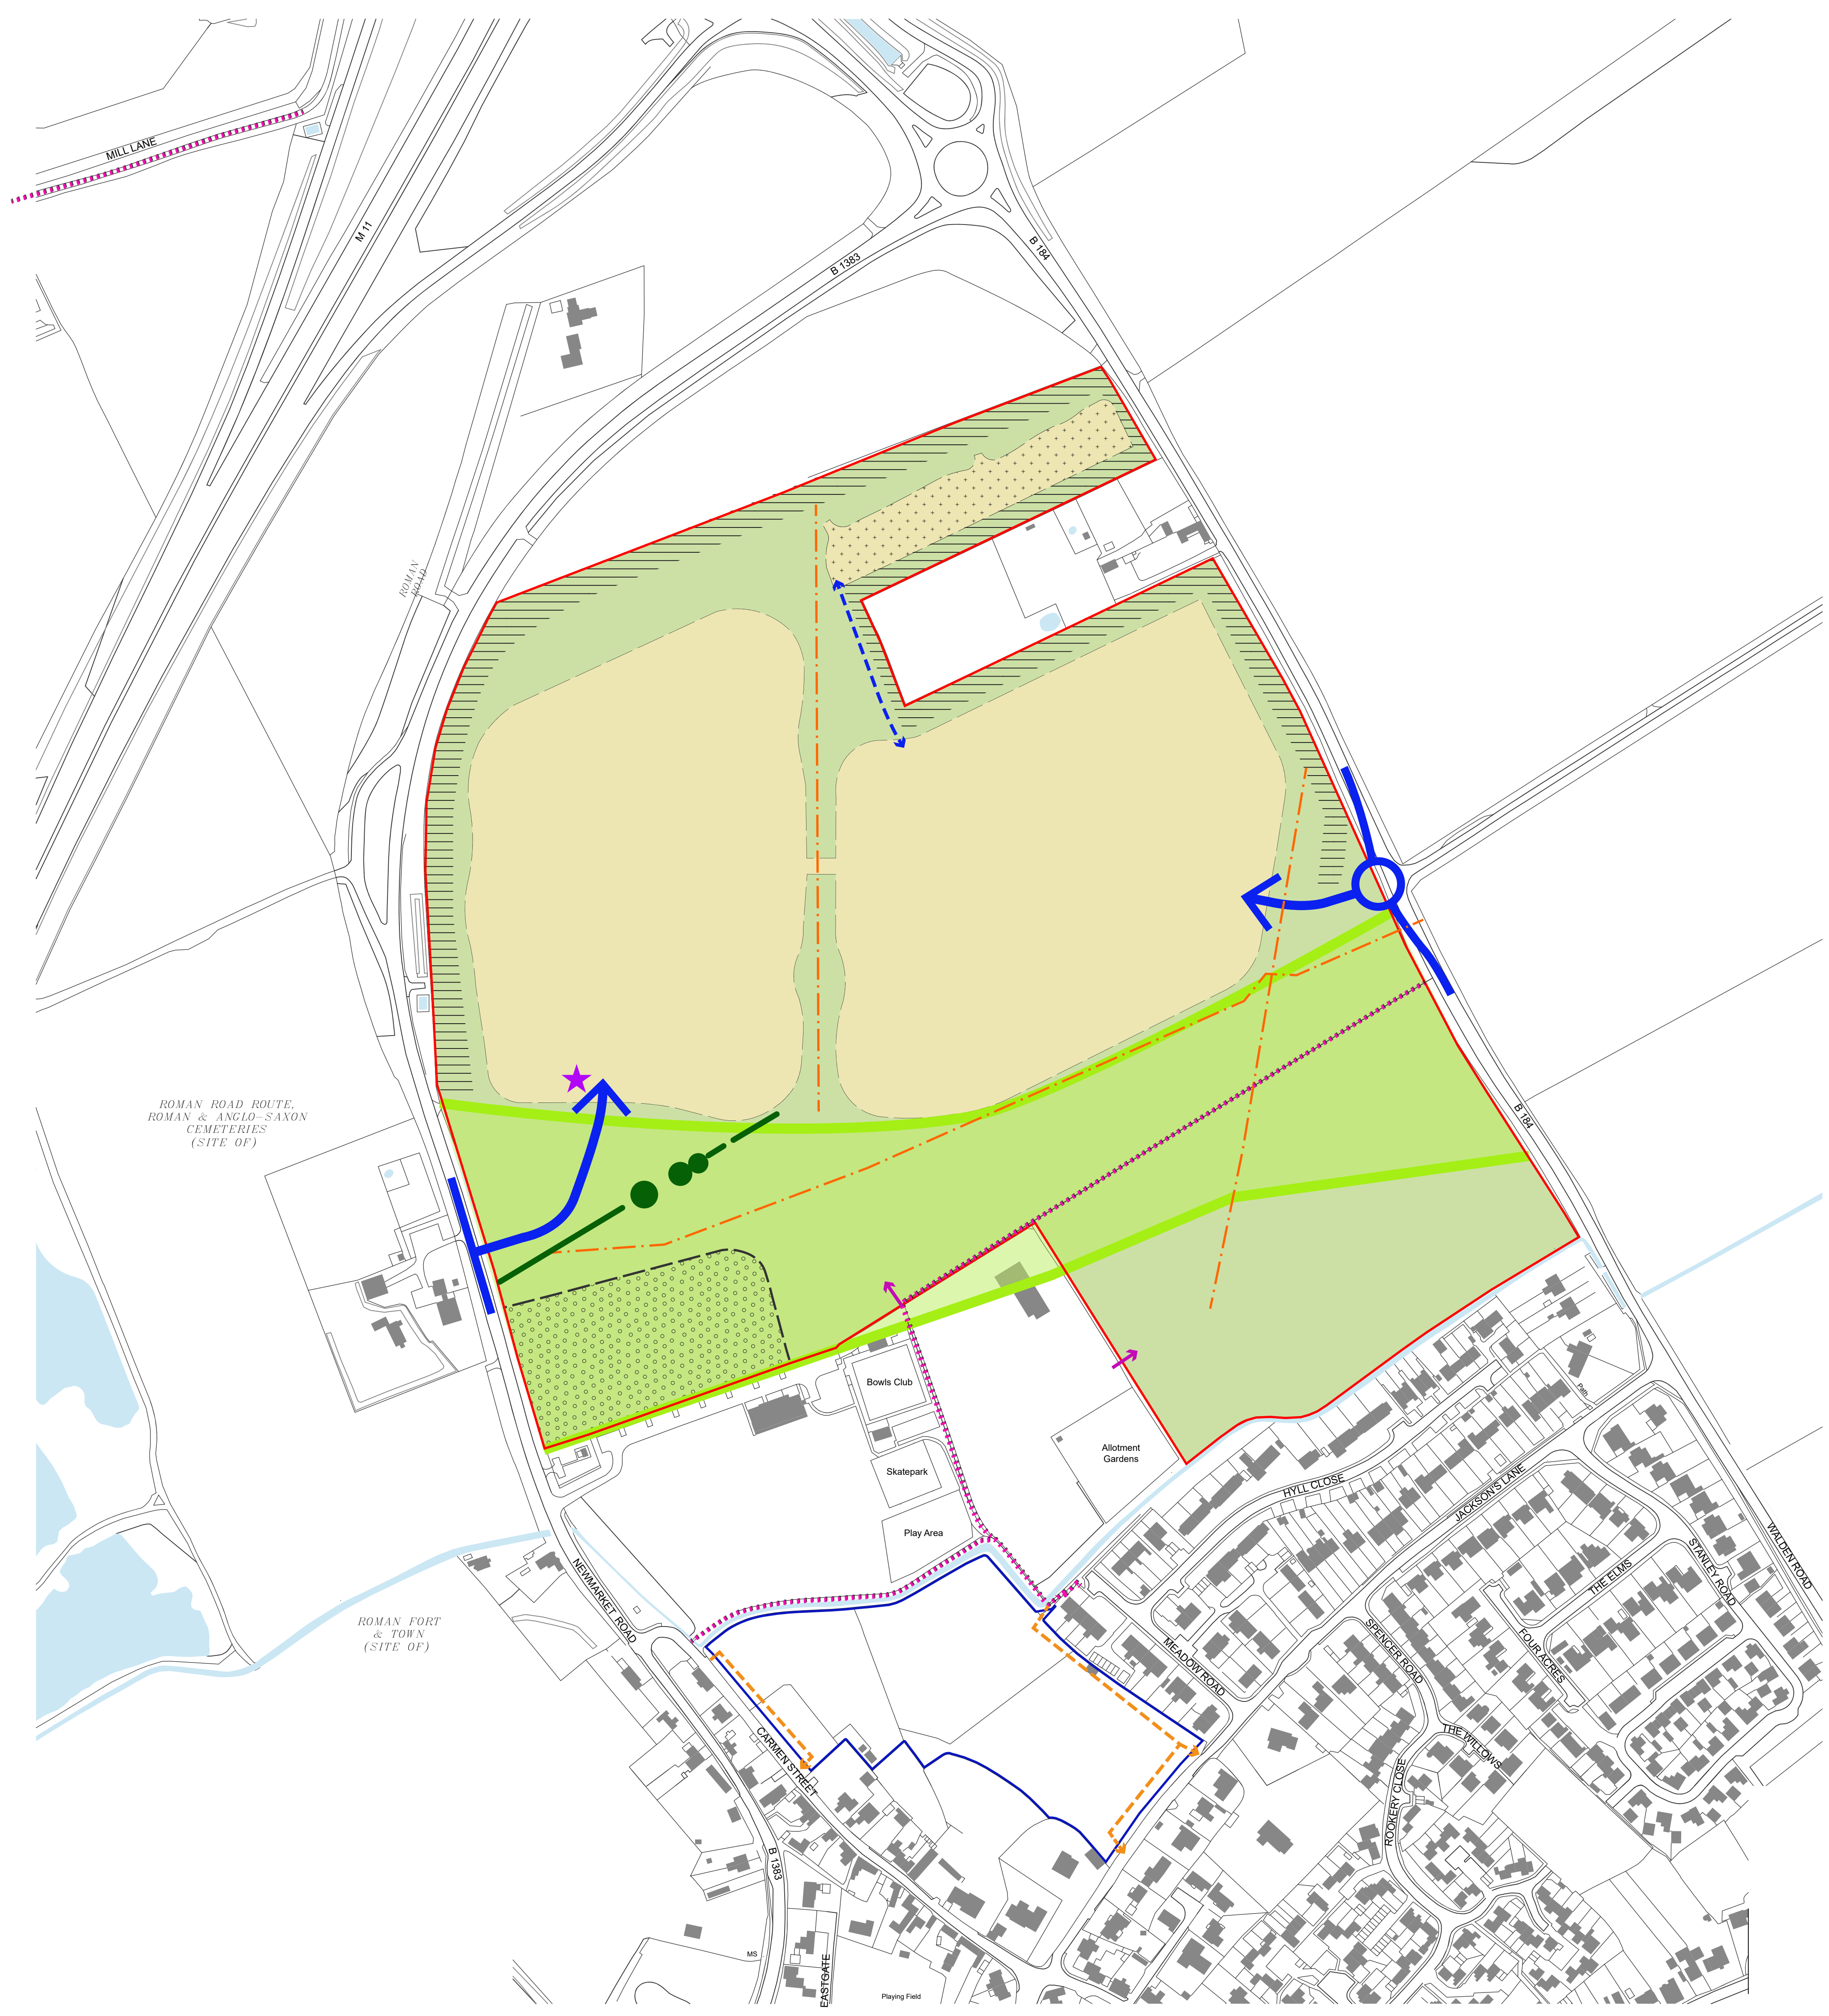 MILL LANE
M 11
B 1383
B 184
ROMAN
ROAD
ROMAN ROAD ROUTE,
ROMAN & ANGLO-SAXON
CEMETERIES
(SITE OF)
B 184
Bowls Club
Skatepark
Play Area
Allotment
Gardens
Path
HYLL CLOSE
JACKSON'S LANE
WALDEN ROAD
STANLEY ROAD
THE ELMS
FOUR ACRES
SPENCER ROAD
MEADOW ROAD
THE WILLOWS
ROOKERY CLOSE
NEWMARKET ROAD
ROMAN FORT
& TOWN
(SITE OF)
CARMEN STREET
B 1383
MS
EASTGATE
Playing Field